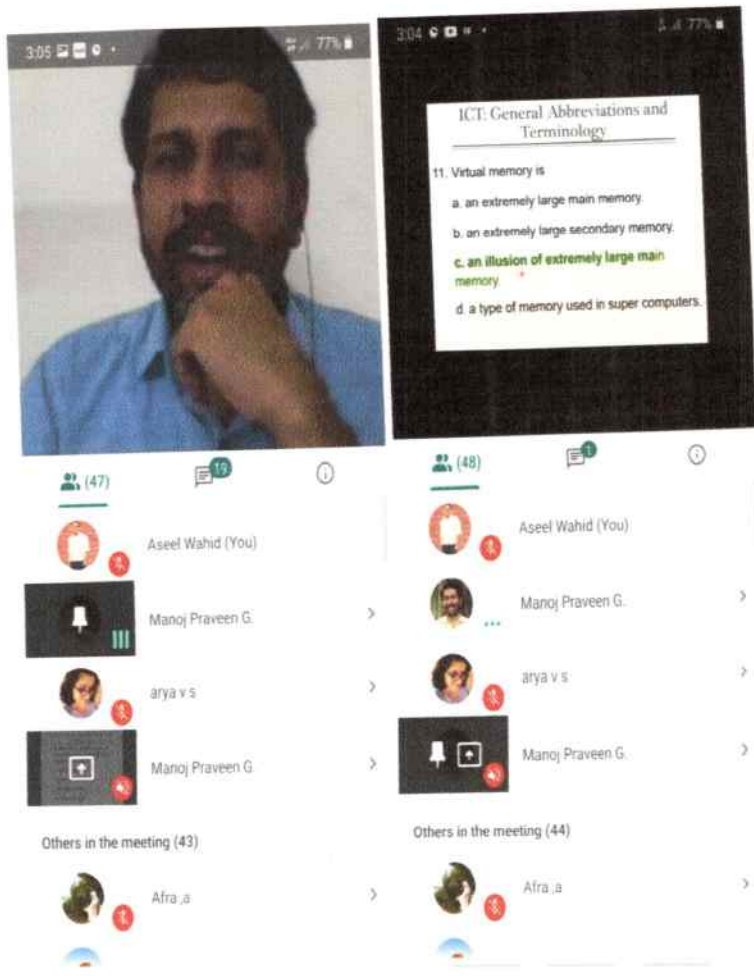 3:05
77%
(47)
19
Aseel Wahid (You)
Manoj Praveen G.
arya v s
Manoj Praveen G
Others in the meeting (43)
Afra ,a
3:04
77%
ICT: General Abbreviations and
Terminology
11. Virtual memory is
a. an extremely large main memory.
b. an extremely large secondary memory.
c. an illusion of extremely large main
memory.
d. a type of memory used in super computers.
(48)
1
Aseel Wahid (You)
Manoj Praveen G.
arya v s
Manoj Praveen G.
Others in the meeting (44)
Afra ,a